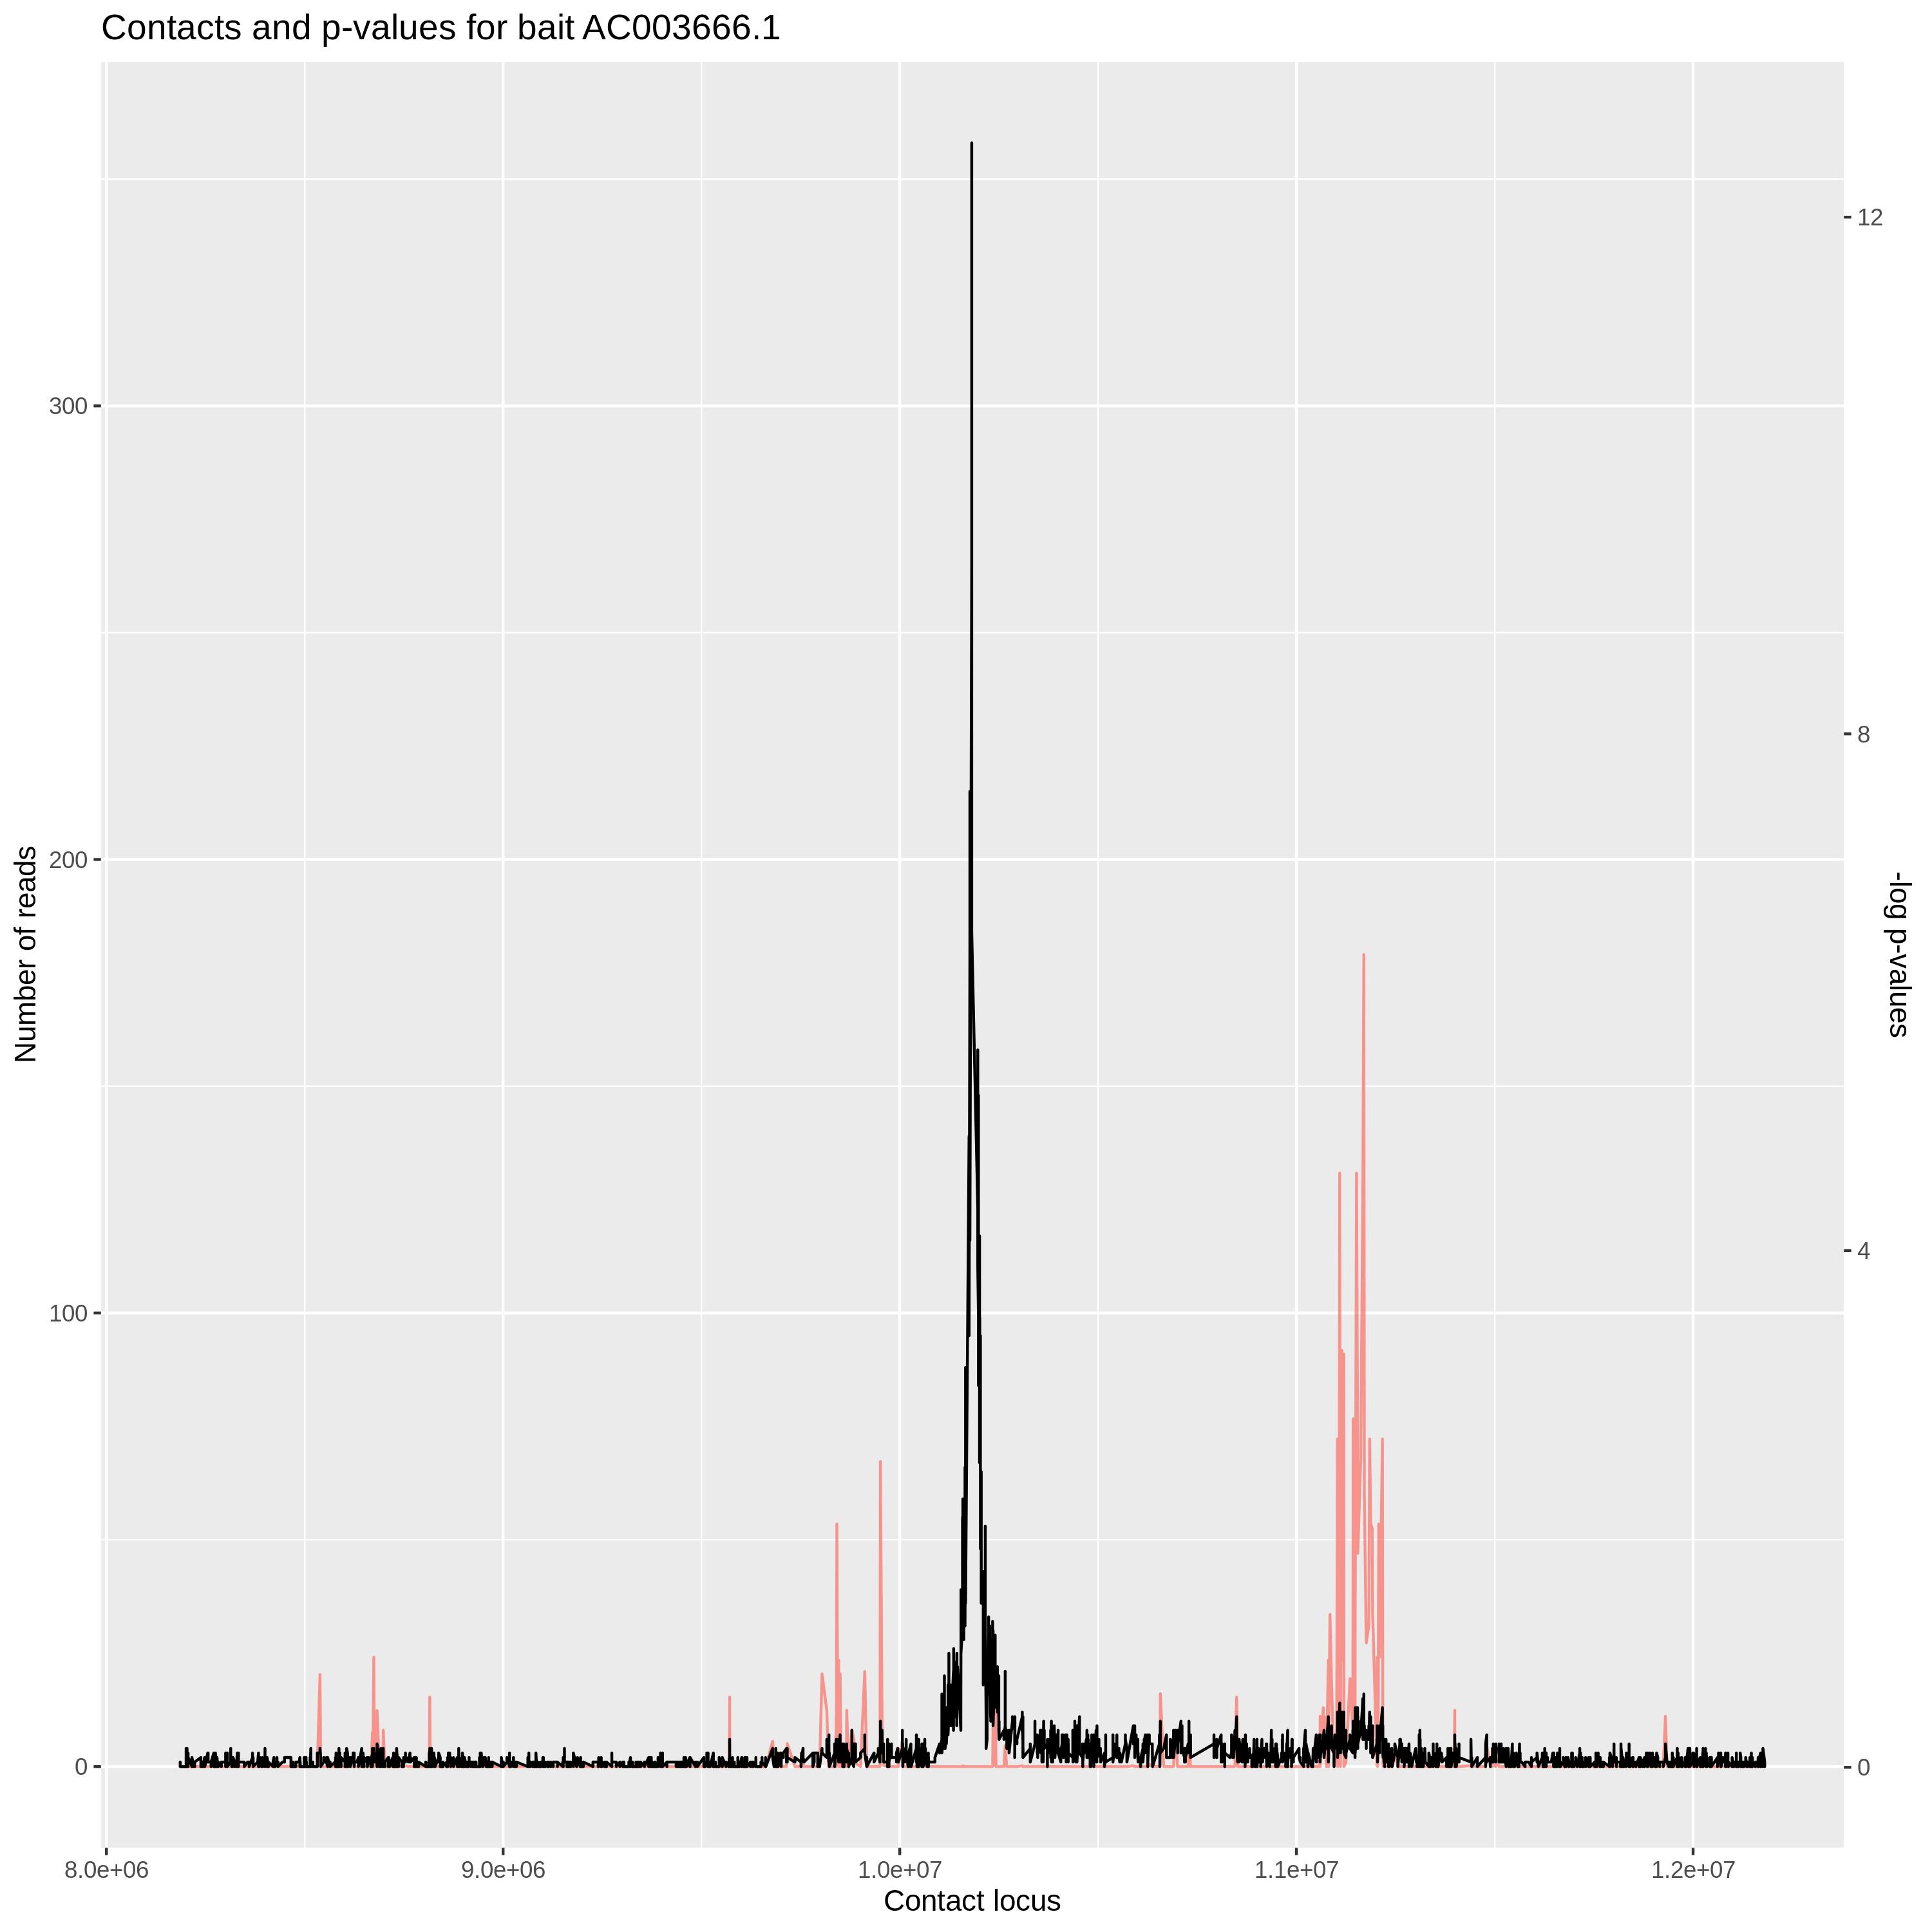 Contacts and p-values for bait AC003666.1
300
200
100
0
12
8
4
0
Number of reads
-log p-values
8.0e+06
9.0e+06
1.0e+07
1.1e+07
1.2e+07
Contact locus